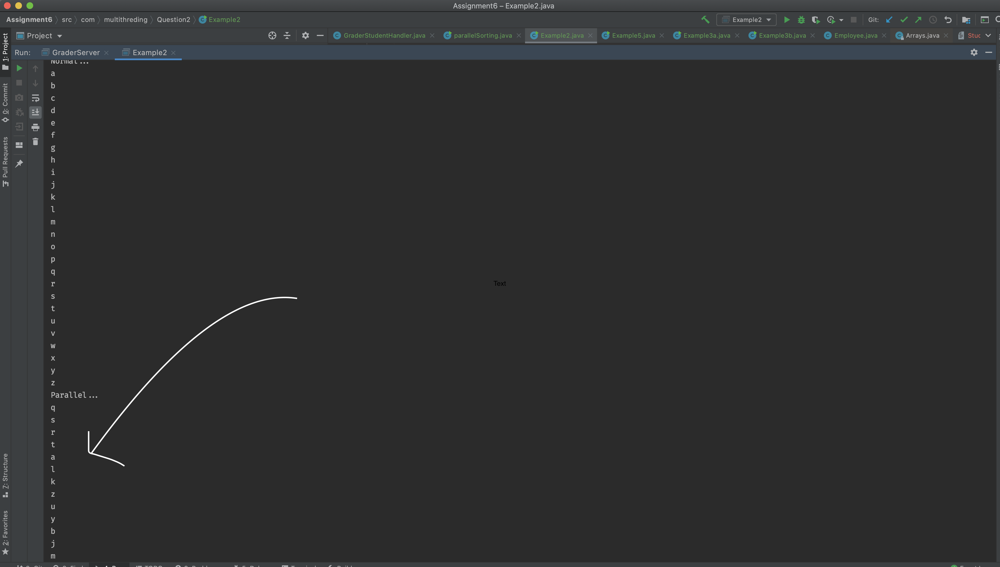 Assignment6 – Example2.java
Assignment6 src com multithreding Question2 Example2
Example2 Git:
Project GraderStudentHandler.java parallelSorting.java Example2.java Example5.java Example3a.java Example3b.java Employee.java Arrays.java
Run: GraderServer Example2
1: Project
0: Commit
Pull Requests
7: Structure
2: Favorites
Normal...
a
b
c
d
e
f
g
h
i
j
k
l
m
n
o
p
q
r
Text
s
t
u
v
w
x
y
z
Parallel...
q
s
r
t
a
l
k
z
u
y
b
j
m